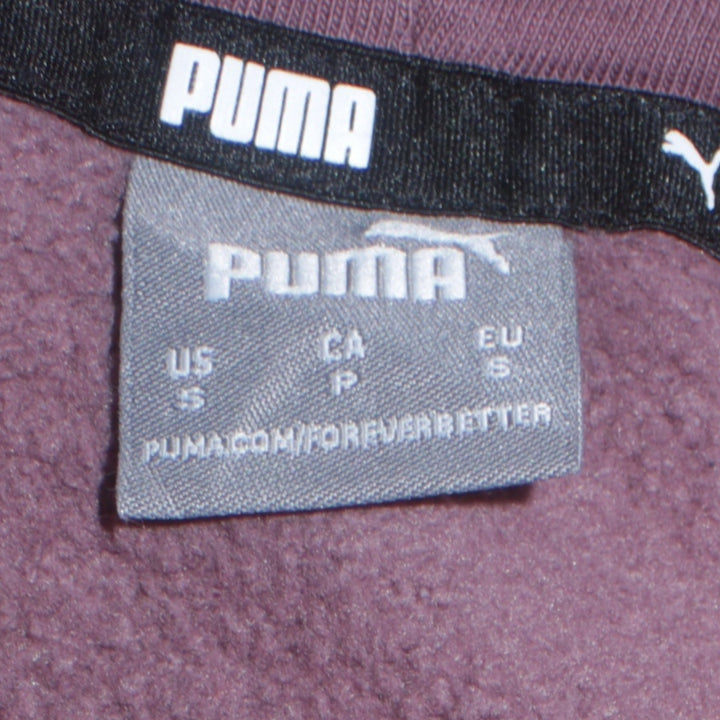 PUMA
PUMA
US CA EU
S P S
PUMA.COM/FOREVERBETTER